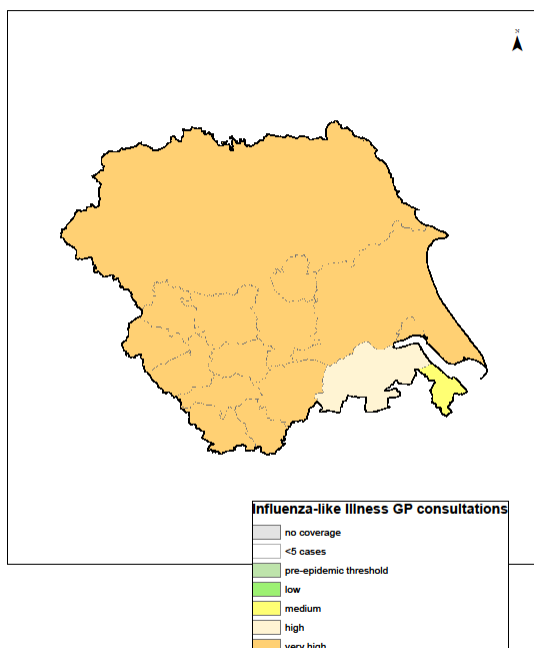 N
Influenza-like Illness GP consultations
no coverage
<5 cases
pre-epidemic threshold
low
medium
high
very high